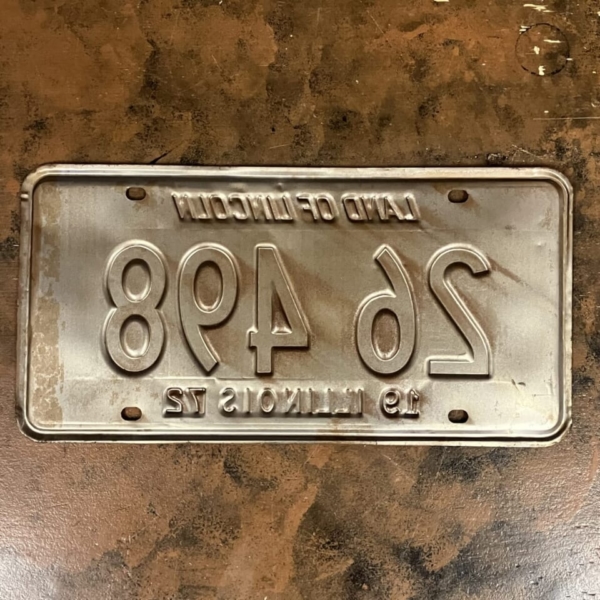 LAND OF LINCOLN
26 498
19 ILLINOIS 72